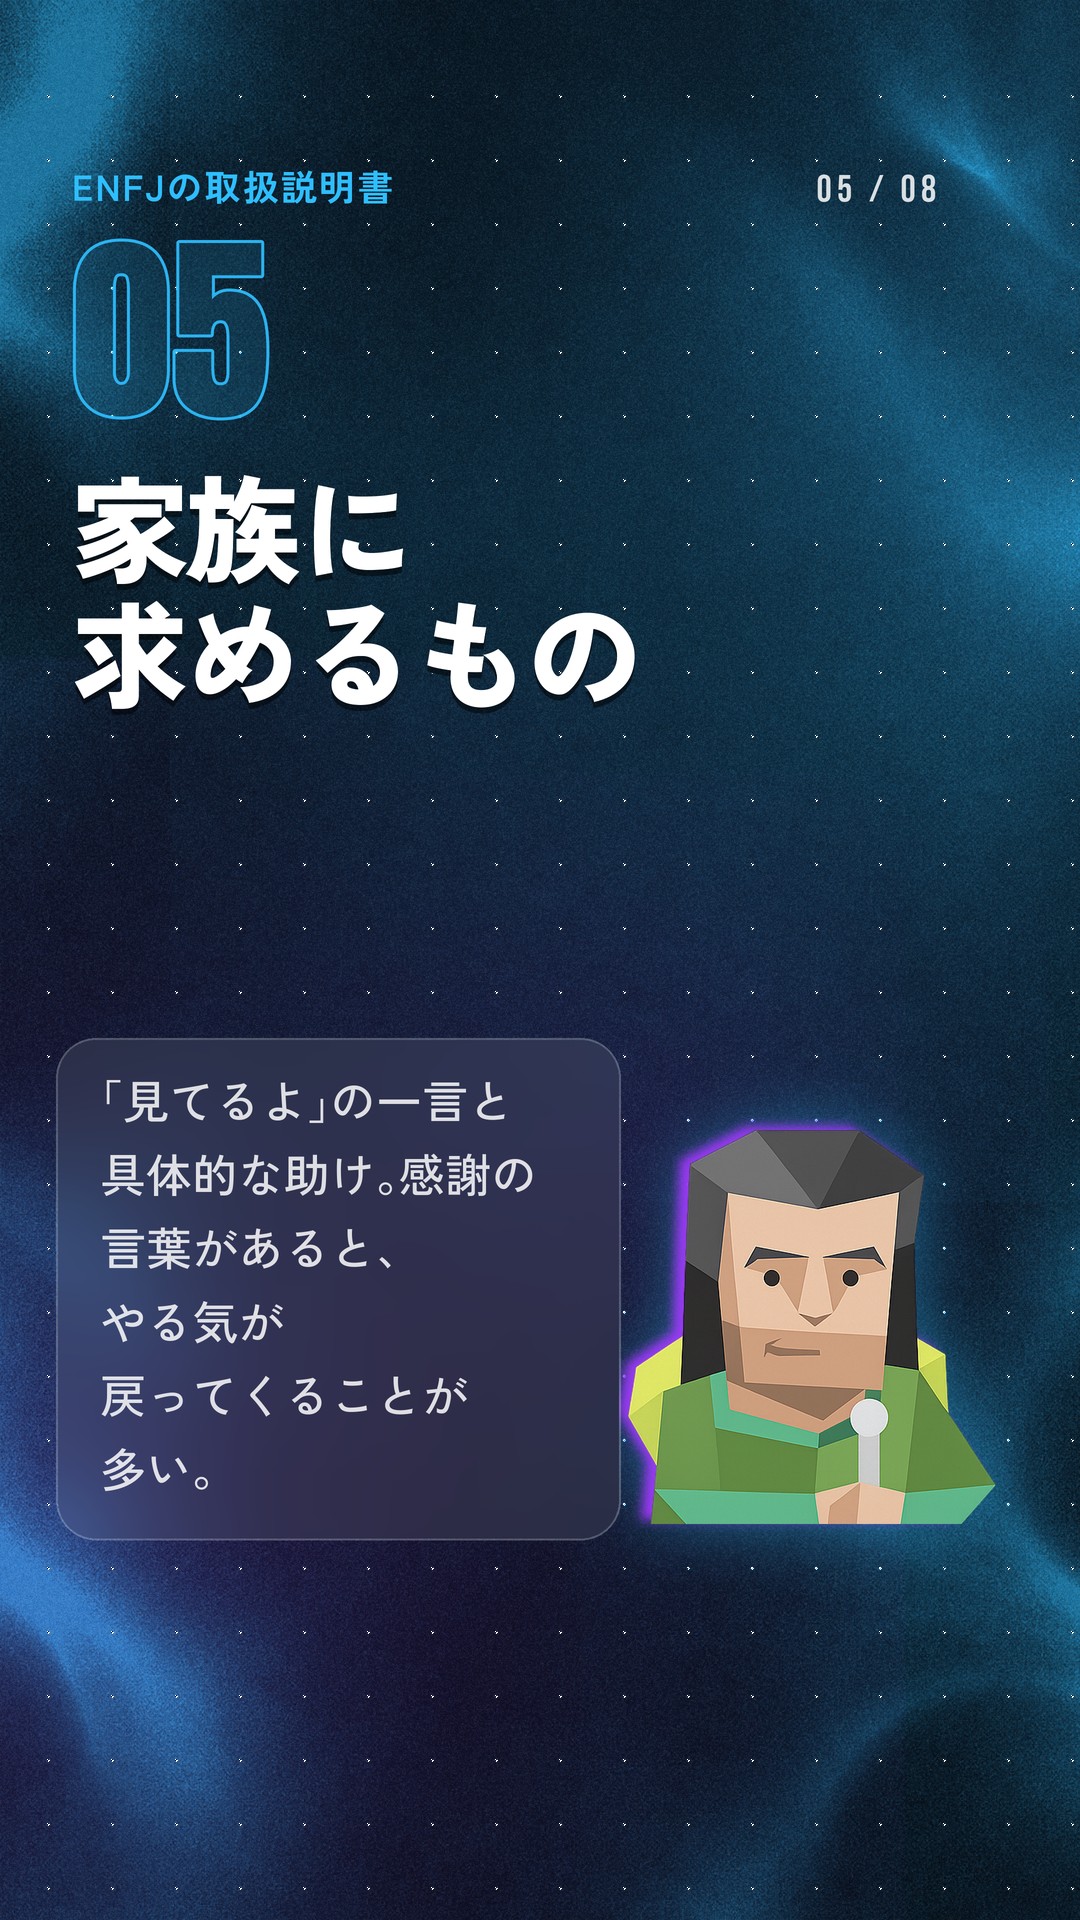 ENFJの取扱説明書
05 / 08
05
家族に
求めるもの
「見てるよ」の一言と
具体的な助け。感謝の
言葉があると、
やる気が
戻ってくることが
多い。